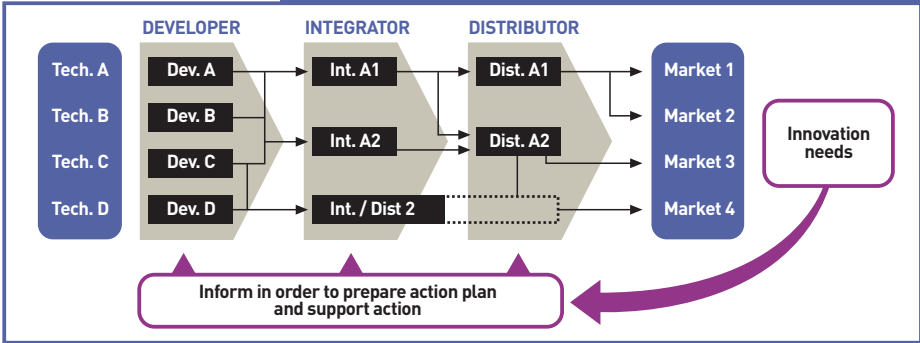 DEVELOPER INTEGRATOR DISTRIBUTOR
Tech. A Dev. A Int. A1 Dist. A1 Market 1
Tech. B Dev. B Market 2
Int. A2 Dist. A2
Tech. C Dev. C Market 3
Tech. D Dev. D Int. / Dist 2 Market 4
Innovation
needs
Inform in order to prepare action plan
and support action